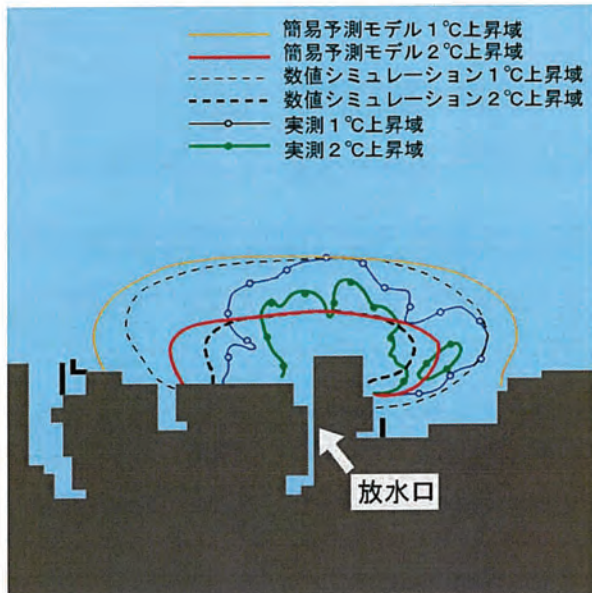 簡易予測モデル1℃上昇域
簡易予測モデル2℃上昇域
数値シミュレーション1℃上昇域
数値シミュレーション2℃上昇域
実測1℃上昇域
実測2℃上昇域
放水口